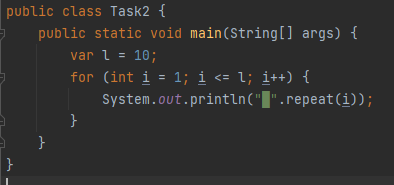 public class Task2 {
    public static void main(String[] args) {
        var l = 10;
        for (int i = 1; i <= l; i++) {
            System.out.println(" ".repeat(i));
        }
    }
}